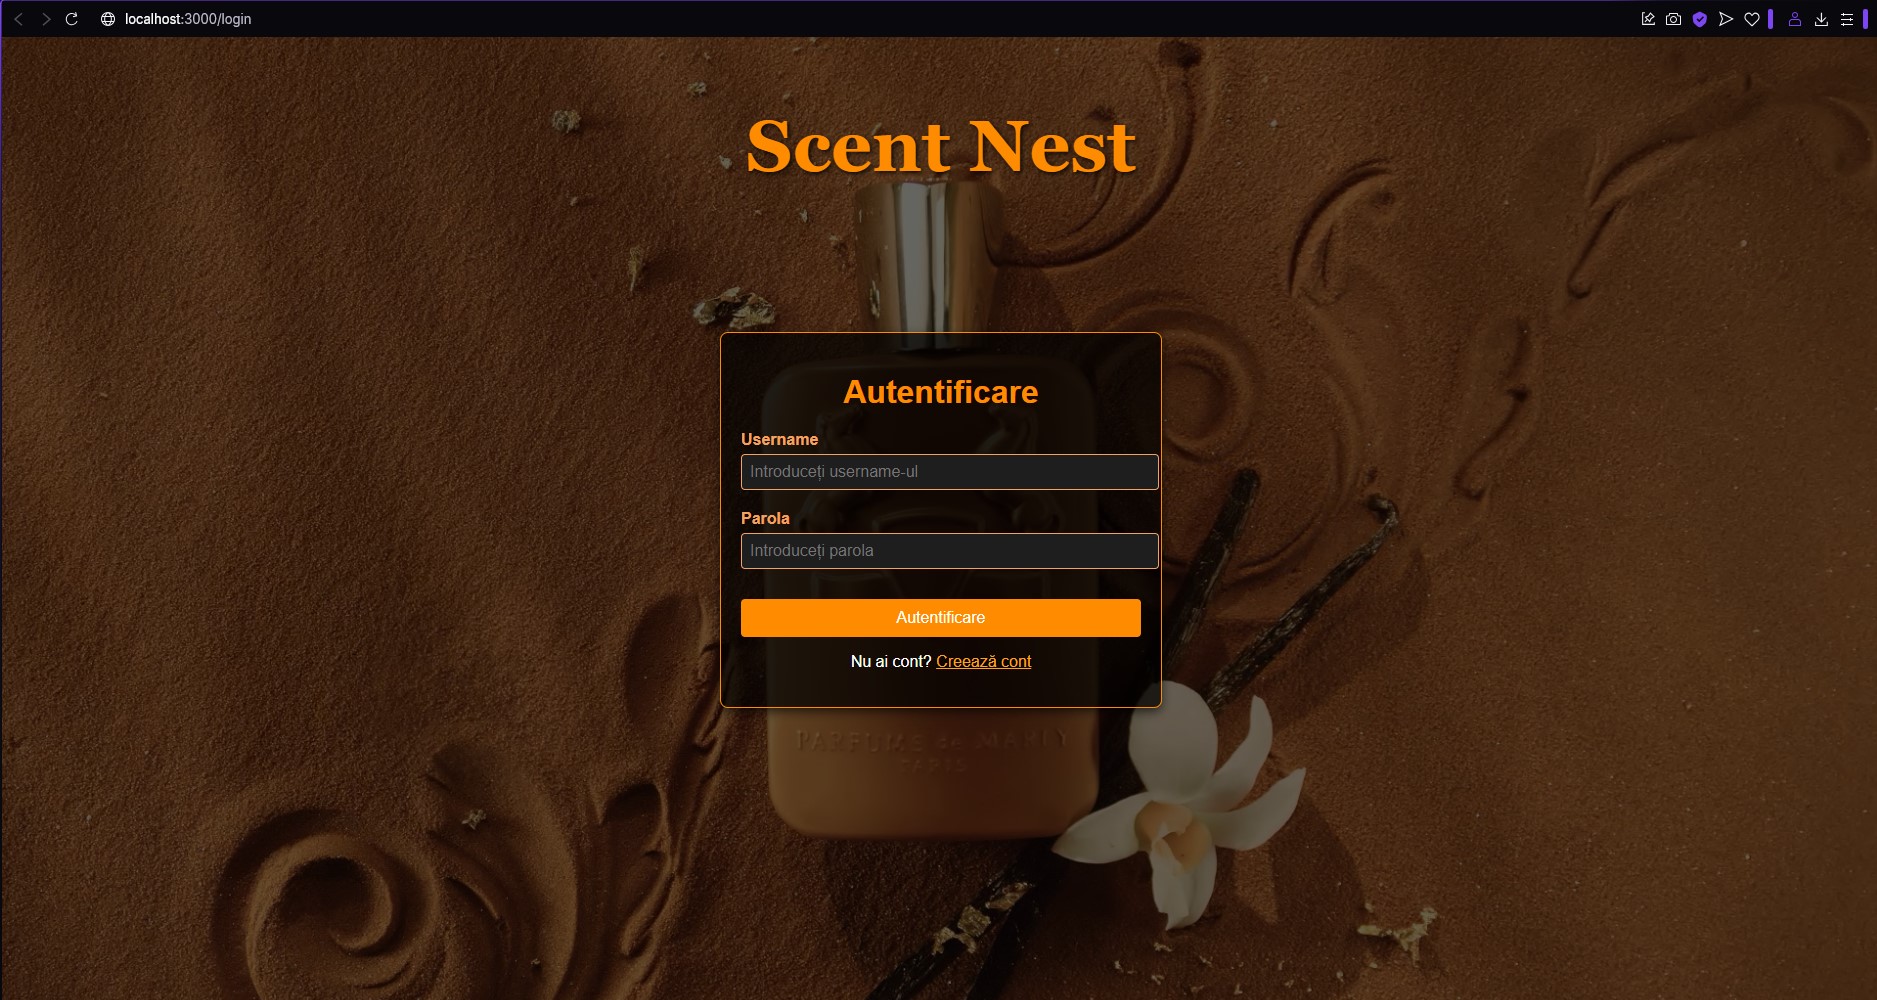 localhost:3000/login
Scent Nest
Autentificare
Username
Introduceți username-ul
Parola
Introduceți parola
Autentificare
Nu ai cont? Creează cont
PARFUMS de MARLY
PARIS